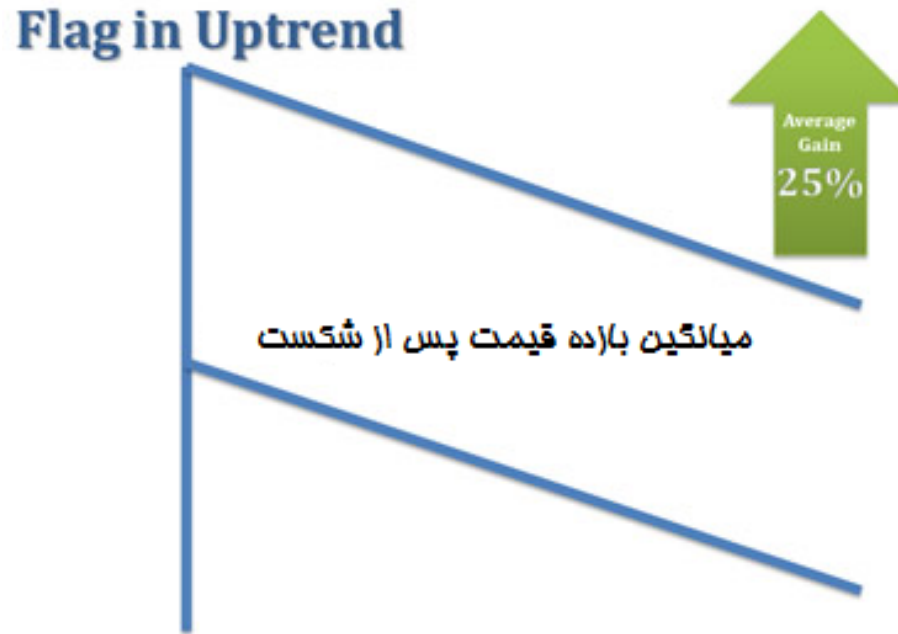 Flag in Uptrend
Average
Gain
25%
میانگین بازده قیمت پس از شکست